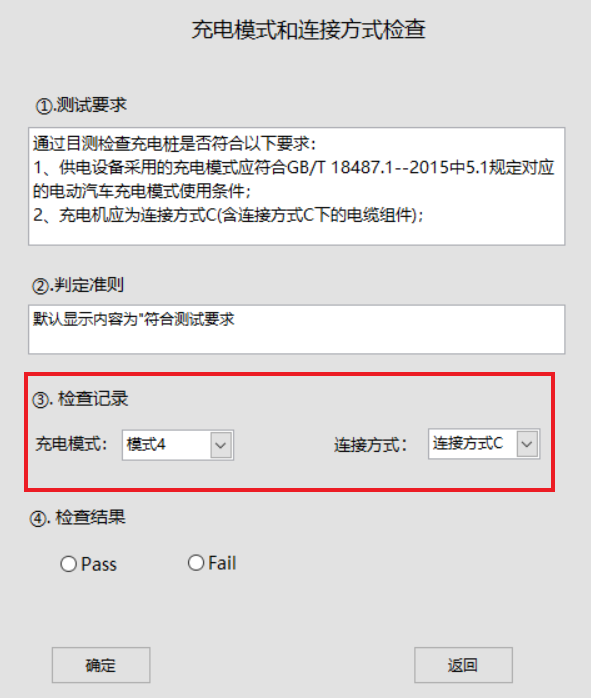 充电模式和连接方式检查
①.测试要求
通过目测检查充电桩是否符合以下要求：
1、供电设备采用的充电模式应符合GB/T 18487.1--2015中5.1规定对应
的电动汽车充电模式使用条件；
2、充电机应为连接方式C(含连接方式C下的电缆组件)；
②.判定准则
默认显示内容为"符合测试要求
③. 检查记录
充电模式： 模式4 连接方式： 连接方式C
④. 检查结果
Pass Fail
确定 返回